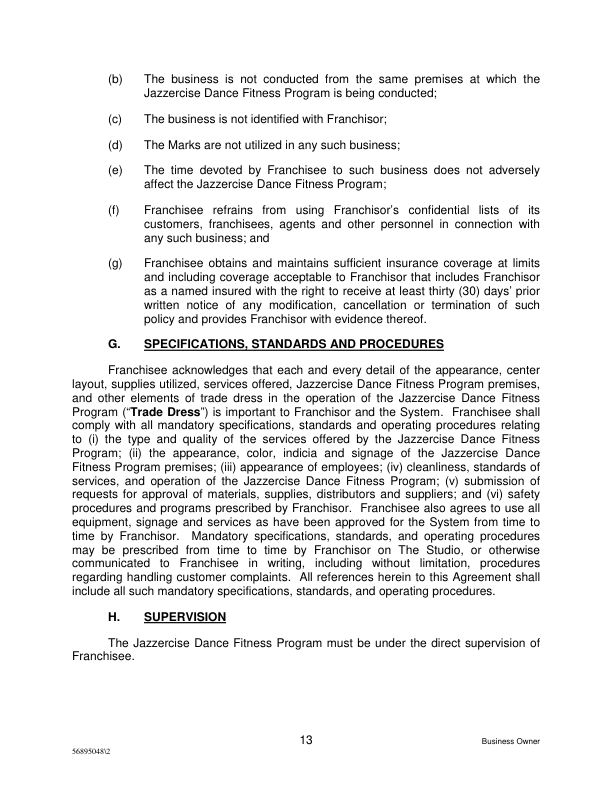 (b) The business is not conducted from the same premises at which the
Jazzercise Dance Fitness Program is being conducted;
(c) The business is not identified with Franchisor;
(d) The Marks are not utilized in any such business;
(e) The time devoted by Franchisee to such business does not adversely
affect the Jazzercise Dance Fitness Program;
(f) Franchisee refrains from using Franchisor's confidential lists of its
customers, franchisees, agents and other personnel in connection with
any such business; and
(g) Franchisee obtains and maintains sufficient insurance coverage at limits
and including coverage acceptable to Franchisor that includes Franchisor
as a named insured with the right to receive at least thirty (30) days' prior
written notice of any modification, cancellation or termination of such
policy and provides Franchisor with evidence thereof.
G. SPECIFICATIONS, STANDARDS AND PROCEDURES
Franchisee acknowledges that each and every detail of the appearance, center
layout, supplies utilized, services offered, Jazzercise Dance Fitness Program premises,
and other elements of trade dress in the operation of the Jazzercise Dance Fitness
Program ("Trade Dress") is important to Franchisor and the System. Franchisee shall
comply with all mandatory specifications, standards and operating procedures relating
to (i) the type and quality of the services offered by the Jazzercise Dance Fitness
Program; (ii) the appearance, color, indicia and signage of the Jazzercise Dance
Fitness Program premises; (iii) appearance of employees; (iv) cleanliness, standards of
services, and operation of the Jazzercise Dance Fitness Program; (v) submission of
requests for approval of materials, supplies, distributors and suppliers; and (vi) safety
procedures and programs prescribed by Franchisor. Franchisee also agrees to use all
equipment, signage and services as have been approved for the System from time to
time by Franchisor. Mandatory specifications, standards, and operating procedures
may be prescribed from time to time by Franchisor on The Studio, or otherwise
communicated to Franchisee in writing, including without limitation, procedures
regarding handling customer complaints. All references herein to this Agreement shall
include all such mandatory specifications, standards, and operating procedures.
H. SUPERVISION
The Jazzercise Dance Fitness Program must be under the direct supervision of
Franchisee.
13
Business Owner
56895048\2